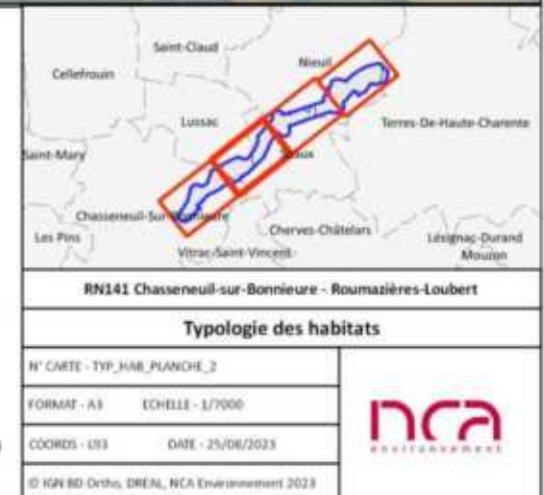 Saint-Claud
Nieuil
Cellefrouin
Lussac
Terres-De-Haute-Charente
Saint-Mary
Chasseneuil-Sur-Bonnieure
Cherves-Châtelars
Les Pins
Lésignac-Durand
Vitrac-Saint-Vincent
Mouzon
RN141 Chasseneuil-sur-Bonnieure - Roumazières-Loubert
Typologie des habitats
N° CARTE - TYP_HAB_PLANCHE_2
FORMAT - A3 ECHELLE - 1/7000
COORDS - L93 DATE - 25/08/2023
© IGN BD Ortho, DREAL, NCA Environnement 2023
nca
environnement